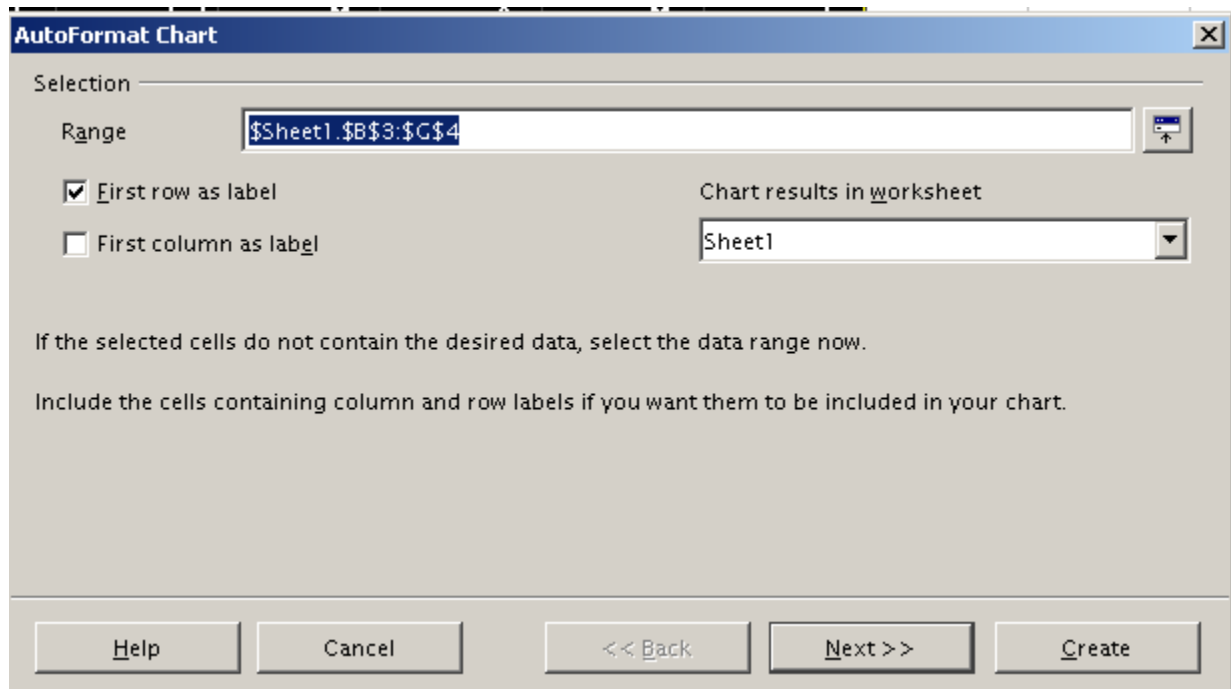 AutoFormat Chart
Selection
Range $Sheet1.$B$3:$G$4
First row as label
Chart results in worksheet
First column as label
Sheet1
If the selected cells do not contain the desired data, select the data range now.
Include the cells containing column and row labels if you want them to be included in your chart.
Help Cancel << Back Next >> Create